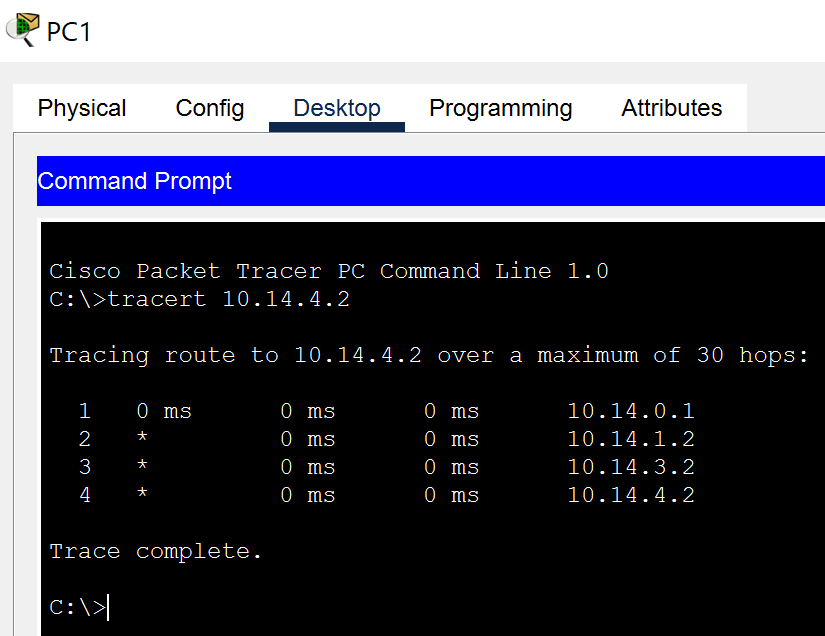 PC1
Physical Config Desktop Programming Attributes
Command Prompt
Cisco Packet Tracer PC Command Line 1.0
C:\>tracert 10.14.4.2
Tracing route to 10.14.4.2 over a maximum of 30 hops:
1 0 ms 0 ms 0 ms 10.14.0.1
2 * 0 ms 0 ms 10.14.1.2
3 * 0 ms 0 ms 10.14.3.2
4 * 0 ms 0 ms 10.14.4.2
Trace complete.
C:\>